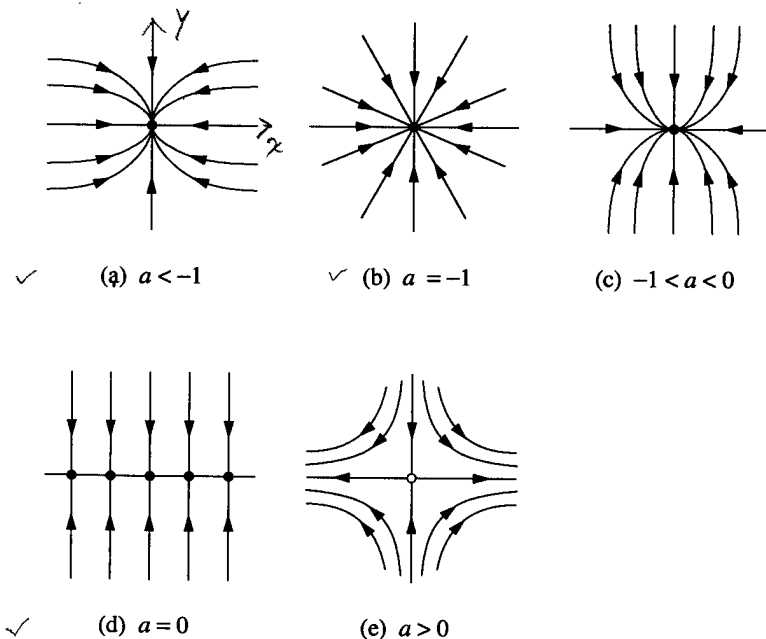 y
x
✓ (a) a < −1
✓ (b) a = −1
(c) −1 < a < 0
✓ (d) a = 0
(e) a > 0